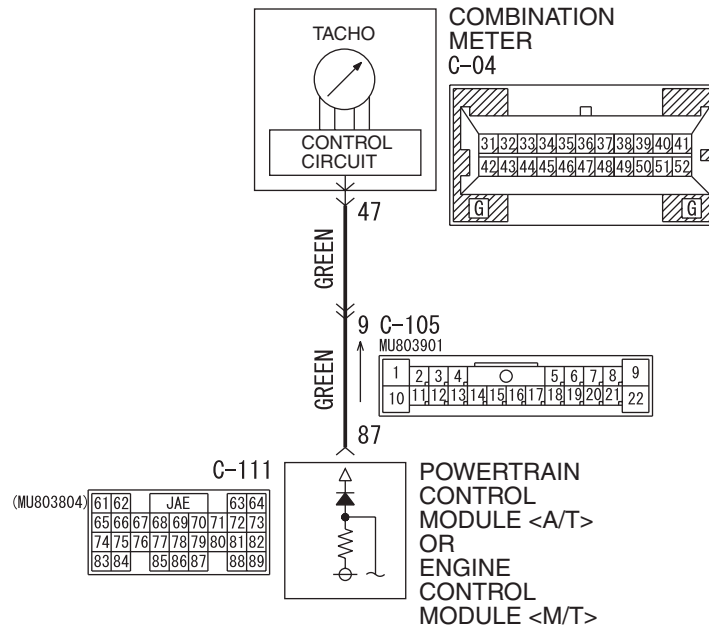 COMBINATION
METER
C-04
TACHO
CONTROL
CIRCUIT
31 32 33 34 35 36 37 38 39 40 41
42 43 44 45 46 47 48 49 50 51 52
G G
47
GREEN
9 C-105
MU803901
1 2 3 4 5 6 7 8 9
10 11 12 13 14 15 16 17 18 19 20 21 22
GREEN
87
C-111
(MU803804)
61 62 JAE 63 64
65 66 67 68 69 70 71 72 73
74 75 76 77 78 79 80 81 82
83 84 85 86 87 88 89
POWERTRAIN
CONTROL
MODULE <A/T>
OR
ENGINE
CONTROL
MODULE <M/T>